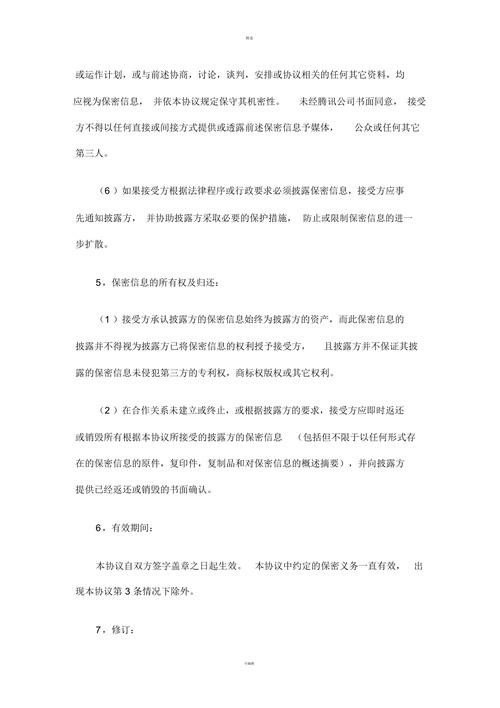 或运作计划，或与前述协商，讨论，谈判，安排或协议相关的任何其它资料，均
应视为保密信息， 并依本协议规定保守其机密性。 未经腾讯公司书面同意， 接受
方不得以任何直接或间接方式提供或透露前述保密信息予媒体， 公众或任何其它
第三人。
（6 ）如果接受方根据法律程序或行政要求必须披露保密信息，接受方应事
先通知披露方， 并协助披露方采取必要的保护措施， 防止或限制保密信息的进一
步扩散。
5，保密信息的所有权及归还：
（1 ）接受方承认披露方的保密信息始终为披露方的资产，而此保密信息的
披露并不得视为披露方已将保密信息的权利授予接受方， 且披露方并不保证其披
露的保密信息未侵犯第三方的专利权，商标权版权或其它权利。
（2 ）在合作关系未建立或终止，或根据披露方的要求，接受方应即时返还
或销毁所有根据本协议所接受的披露方的保密信息 （包括但不限于以任何形式存
在的保密信息的原件，复印件，复制品和对保密信息的概述摘要），并向披露方
提供已经返还或销毁的书面确认。
6，有效期间：
本协议自双方签字盖章之日起生效。 本协议中约定的保密义务一直有效， 出
现本协议第 3 条情况下除外。
7，修订：